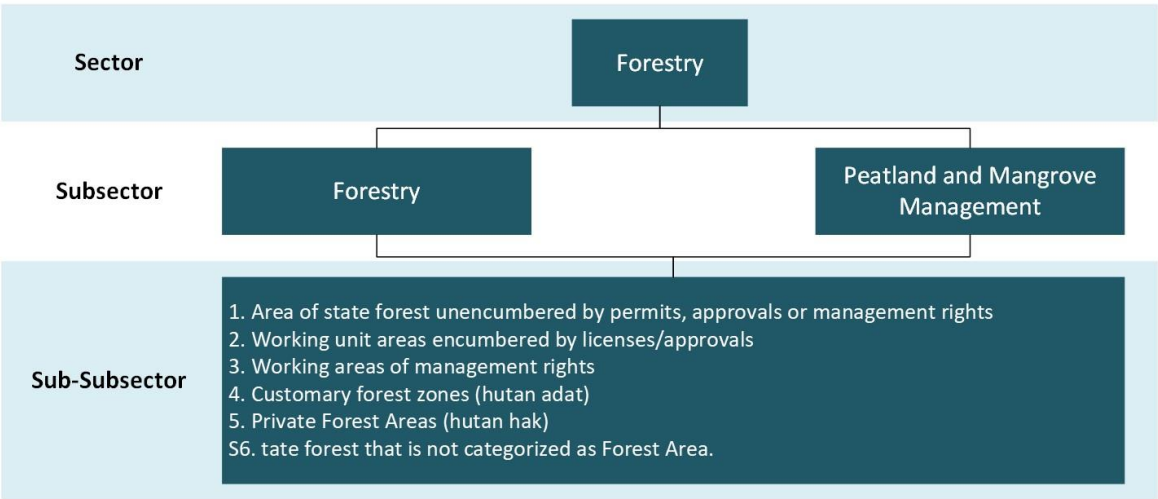 Sector
Forestry
Subsector
Forestry
Peatland and Mangrove
Management
Sub-Subsector
1. Area of state forest unencumbered by permits, approvals or management rights
2. Working unit areas encumbered by licenses/approvals
3. Working areas of management rights
4. Customary forest zones (hutan adat)
5. Private Forest Areas (hutan hak)
S6. tate forest that is not categorized as Forest Area.